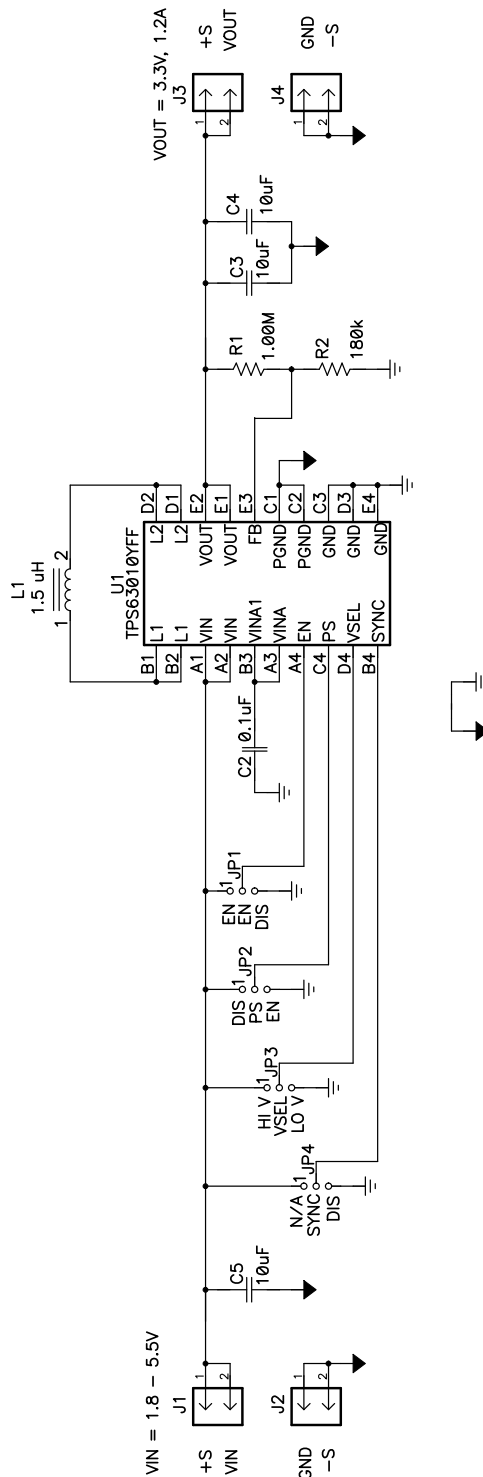 VIN = 1.8 - 5.5V
+S
VIN
J1
1
2
GND
-S
J2
1
2
C5
10uF
N/A
SYNC
DIS
1
JP4
HI V
VSEL
LO V
1
JP3
DIS
PS
EN
1
JP2
EN
EN
DIS
1
JP1
C2
0.1uF
L1
1.5 uH
1
2
U1
TPS63010YFF
B1
L1
B2
L1
A1
VIN
A2
VIN
B3
VINA1
A3
VINA
A4
EN
C4
PS
D4
VSEL
B4
SYNC
L2
D2
L2
D1
VOUT
E2
VOUT
E1
FB
E3
PGND
C1
PGND
C2
GND
C3
GND
D3
GND
E4
R1
1.00M
R2
180k
C3
10uF
C4
10uF
VOUT = 3.3V, 1.2A
J3
1
2
+S
VOUT
J4
1
2
GND
-S